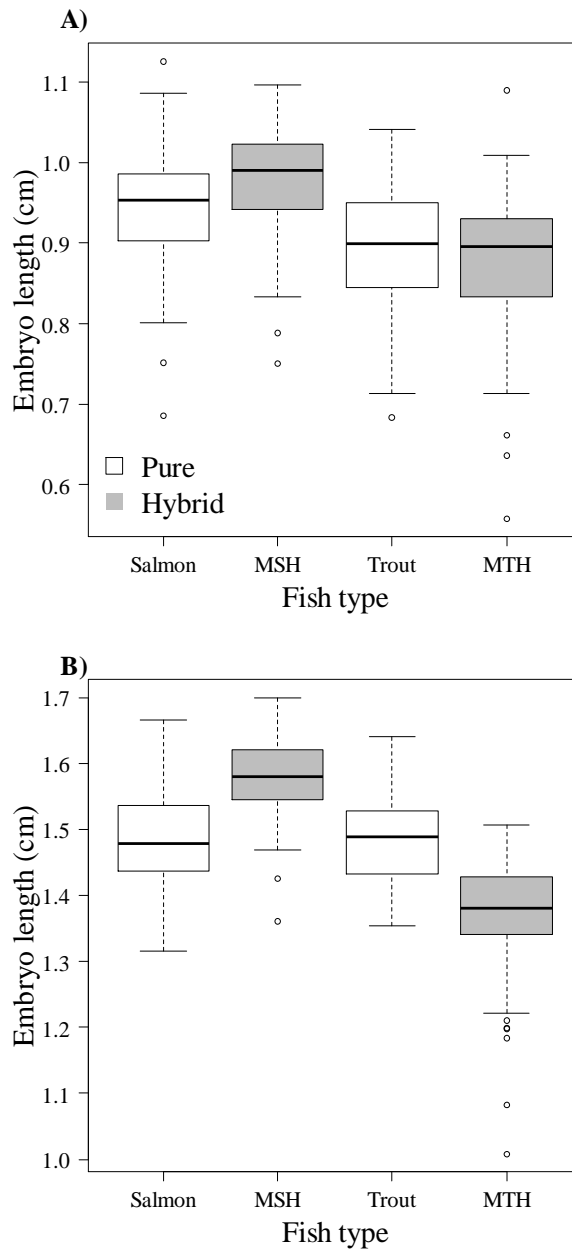 A)
Embryo length (cm)
1.1
1.0
0.9
0.8
0.7
0.6
Pure
Hybrid
Salmon MSH Trout MTH
Fish type
B)
Embryo length (cm)
1.7
1.6
1.5
1.4
1.3
1.2
1.1
1.0
Salmon MSH Trout MTH
Fish type